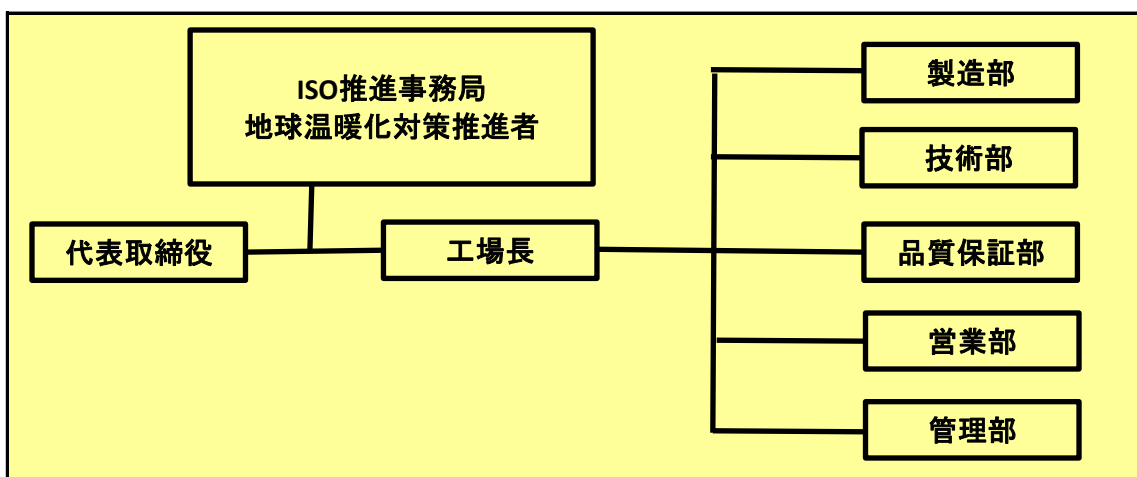 ISO推進事務局
地球温暖化対策推進者
代表取締役
工場長
製造部
技術部
品質保証部
営業部
管理部